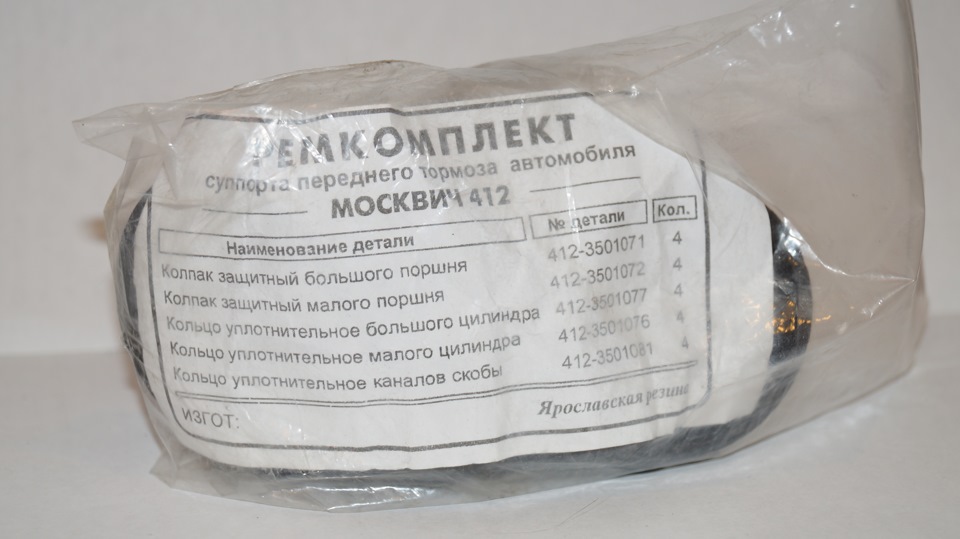 РЕМКОМПЛЕКТ
суппорта переднего тормоза автомобиля
МОСКВИЧ 412
Наименование детали № детали Кол.
Колпак защитный большого поршня 412-3501071 4
Колпак защитный малого поршня 412-3501072 4
Кольцо уплотнительное большого цилиндра 412-3501077 4
Кольцо уплотнительное малого цилиндра 412-3501076 4
Кольцо уплотнительное каналов скобы 412-3501081 4
ИЗГОТ: Ярославская резина